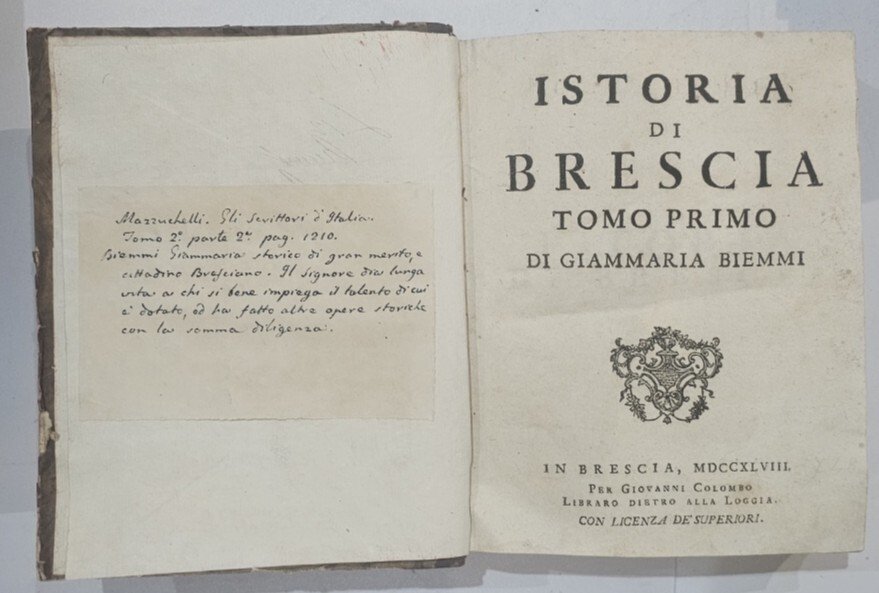 Mazzuchelli. Gli Scrittori d'Italia.
Tomo 2.º parte 2.ª pag. 1210.
Biemmi Giammaria storico di gran merito, e
cittadino Bresciano. Il signore dia lunga
vita a chi sì bene impiega il talento di cui
è dotato, ed ha fatto altre opere storiche
con la somma diligenza.
ISTORIA
DI
BRESCIA
TOMO PRIMO
DI GIAMMARIA BIEMMI
IN BRESCIA, MDCCXLVIII.
PER GIOVANNI COLOMBO
LIBRARO DIETRO ALLA LOGGIA.
CON LICENZA DE' SUPERIORI.